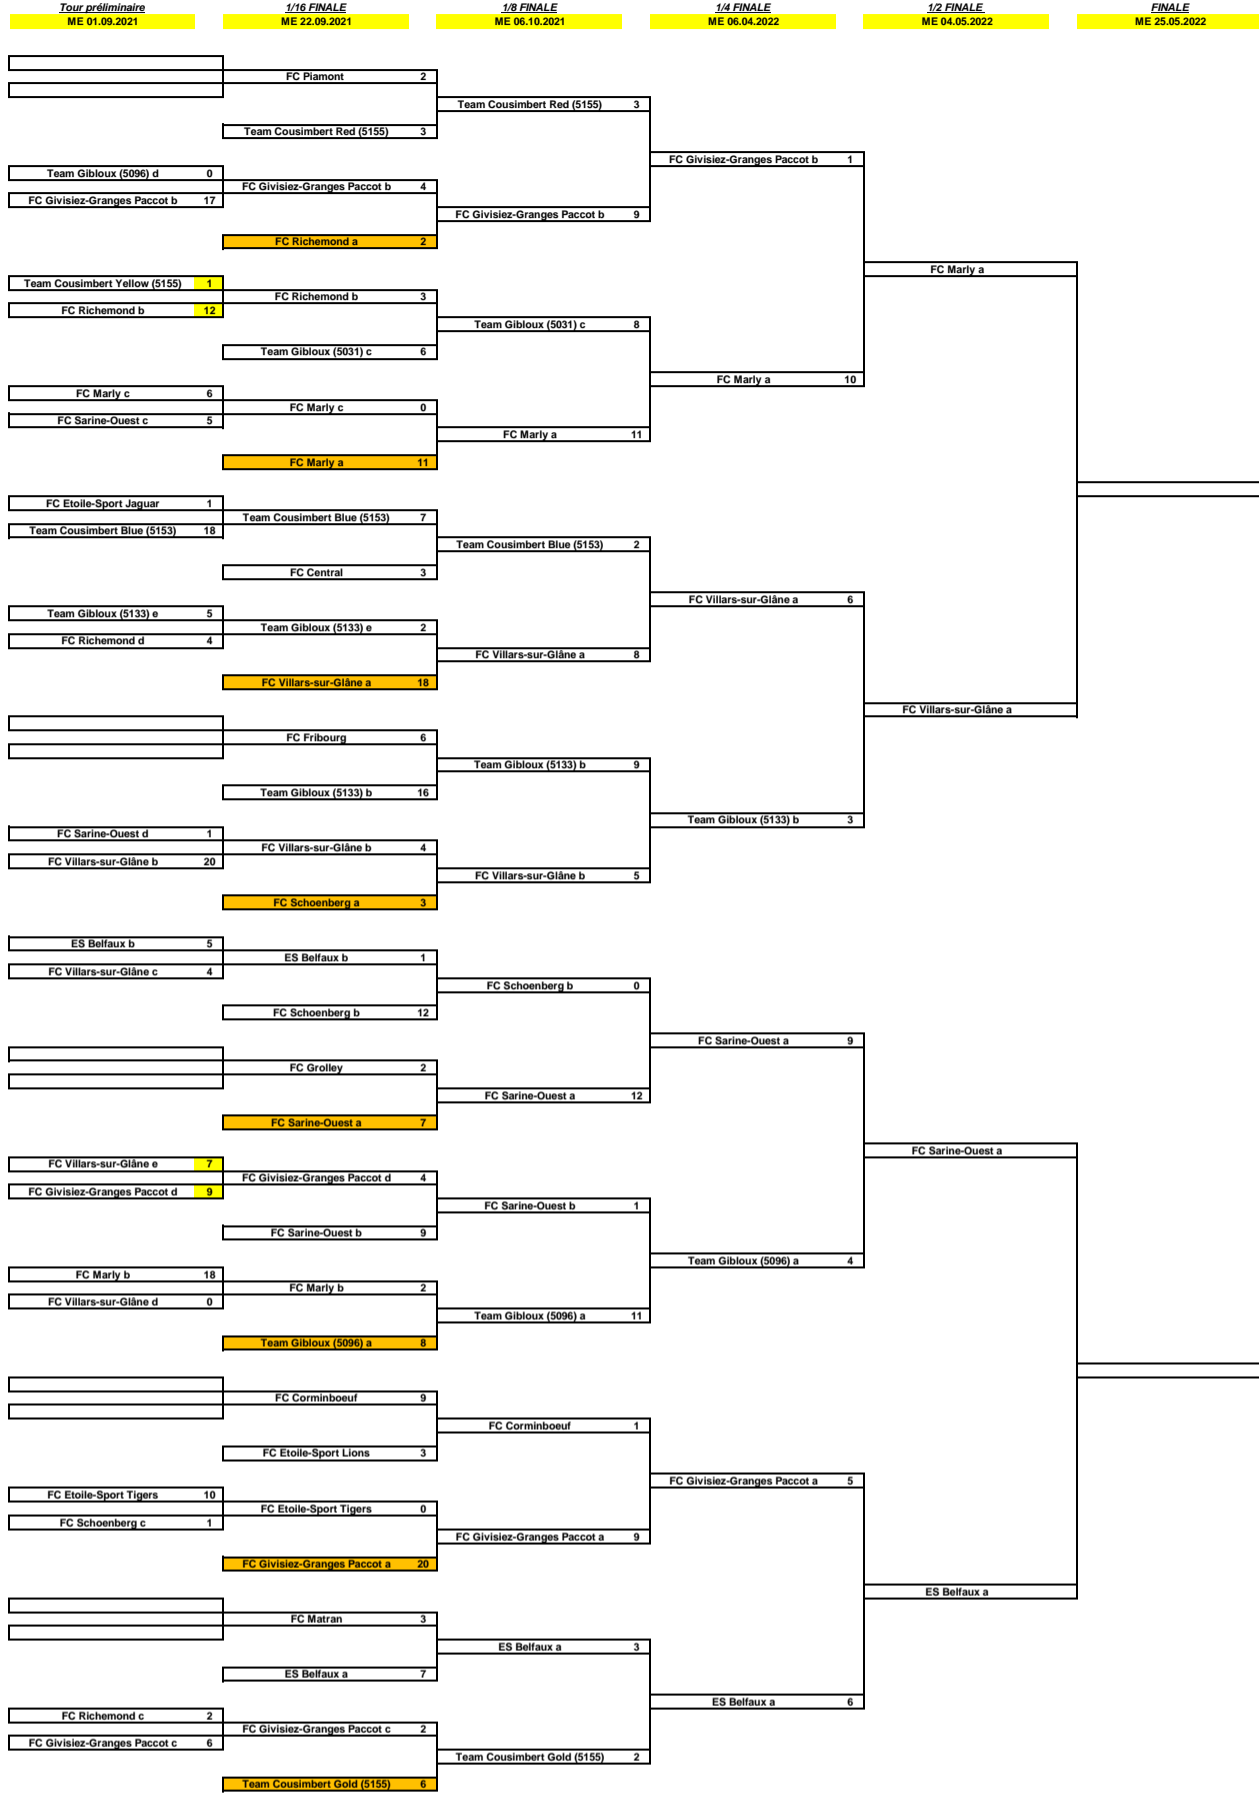 Tour préliminaire 1/16 FINALE 1/8 FINALE 1/4 FINALE 1/2 FINALE FINALE
ME 01.09.2021 ME 22.09.2021 ME 06.10.2021 ME 06.04.2022 ME 04.05.2022 ME 25.05.2022
FC Piamont 2
Team Cousimbert Red (5155) 3
Team Cousimbert Red (5155) 3
FC Givisiez-Granges Paccot b 1
Team Gibloux (5096) d 0
FC Givisiez-Granges Paccot b 4
FC Givisiez-Granges Paccot b 17
FC Givisiez-Granges Paccot b 9
FC Richemond a 2
FC Marly a
Team Cousimbert Yellow (5155) 1
FC Richemond b 3
FC Richemond b 12
Team Gibloux (5031) c 8
Team Gibloux (5031) c 6
FC Marly a 10
FC Marly c 6
FC Marly c 0
FC Sarine-Ouest c 5
FC Marly a 11
FC Marly a 11
FC Etoile-Sport Jaguar 1
Team Cousimbert Blue (5153) 7
Team Cousimbert Blue (5153) 18
Team Cousimbert Blue (5153) 2
FC Central 3
FC Villars-sur-Glâne a 6
Team Gibloux (5133) e 5
Team Gibloux (5133) e 2
FC Richemond d 4
FC Villars-sur-Glâne a 8
FC Villars-sur-Glâne a 18
FC Villars-sur-Glâne a
FC Fribourg 6
Team Gibloux (5133) b 9
Team Gibloux (5133) b 16
Team Gibloux (5133) b 3
FC Sarine-Ouest d 1
FC Villars-sur-Glâne b 4
FC Villars-sur-Glâne b 20
FC Villars-sur-Glâne b 5
FC Schoenberg a 3
ES Belfaux b 5
ES Belfaux b 1
FC Villars-sur-Glâne c 4
FC Schoenberg b 0
FC Schoenberg b 12
FC Sarine-Ouest a 9
FC Grolley 2
FC Sarine-Ouest a 12
FC Sarine-Ouest a 7
FC Sarine-Ouest a
FC Villars-sur-Glâne e 7
FC Givisiez-Granges Paccot d 4
FC Givisiez-Granges Paccot d 9
FC Sarine-Ouest b 1
FC Sarine-Ouest b 9
Team Gibloux (5096) a 4
FC Marly b 18
FC Marly b 2
FC Villars-sur-Glâne d 0
Team Gibloux (5096) a 11
Team Gibloux (5096) a 8
FC Corminboeuf 9
FC Corminboeuf 1
FC Etoile-Sport Lions 3
FC Givisiez-Granges Paccot a 5
FC Etoile-Sport Tigers 10
FC Etoile-Sport Tigers 0
FC Schoenberg c 1
FC Givisiez-Granges Paccot a 9
FC Givisiez-Granges Paccot a 20
ES Belfaux a
FC Matran 3
ES Belfaux a 3
ES Belfaux a 7
ES Belfaux a 6
FC Richemond c 2
FC Givisiez-Granges Paccot c 2
FC Givisiez-Granges Paccot c 6
Team Cousimbert Gold (5155) 2
Team Cousimbert Gold (5155) 6